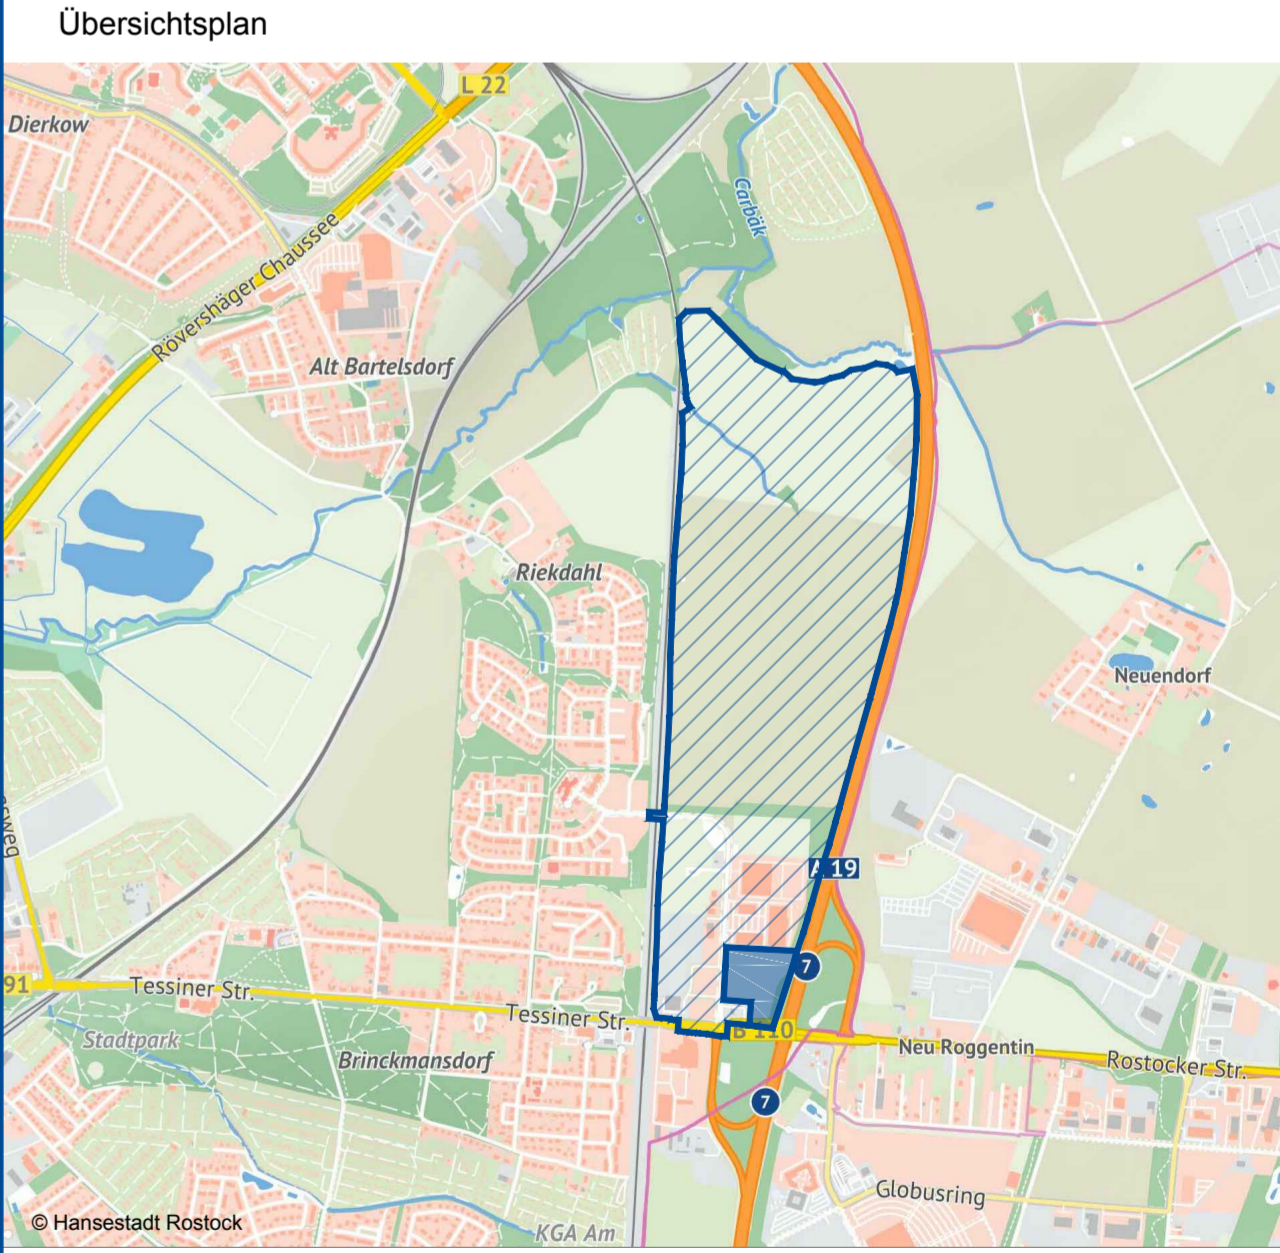 Übersichtsplan
L 22
Dierkow
Carbäk
Rövershäger Chaussee
Alt Bartelsdorf
Riekdahl
Neuendorf
A 19
7
91
Tessiner Str.
Tessiner Str.
B 110
Stadtpark
Brinckmansdorf
Neu Roggentin
Rostocker Str.
7
Globusring
© Hansestadt Rostock
KGA Am